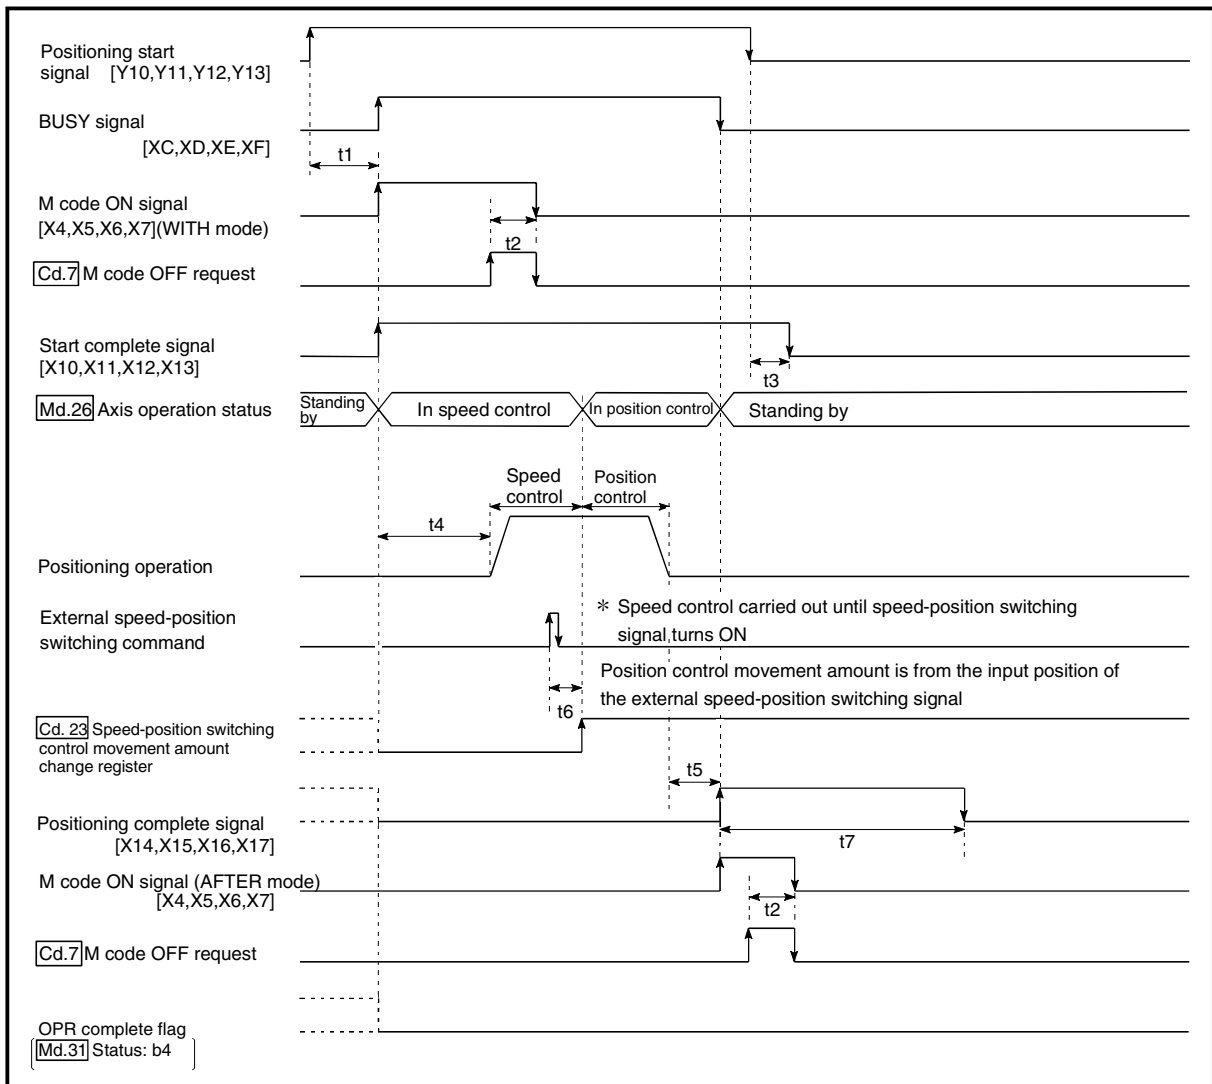 Positioning start
signal [Y10,Y11,Y12,Y13]
BUSY signal
[XC,XD,XE,XF]
t1
M code ON signal
[X4,X5,X6,X7](WITH mode)
t2
Cd.7 M code OFF request
Start complete signal
[X10,X11,X12,X13]
t3
Md.26 Axis operation status
Standing
by
In speed control
In position control
Standing by
Speed
control
Position
control
t4
Positioning operation
External speed-position
switching command
* Speed control carried out until speed-position switching
signal turns ON
Position control movement amount is from the input position of
the external speed-position switching signal
t6
Cd. 23 Speed-position switching
control movement amount
change register
t5
Positioning complete signal
[X14,X15,X16,X17]
t7
M code ON signal (AFTER mode)
[X4,X5,X6,X7]
t2
Cd.7 M code OFF request
OPR complete flag
Md.31 Status: b4